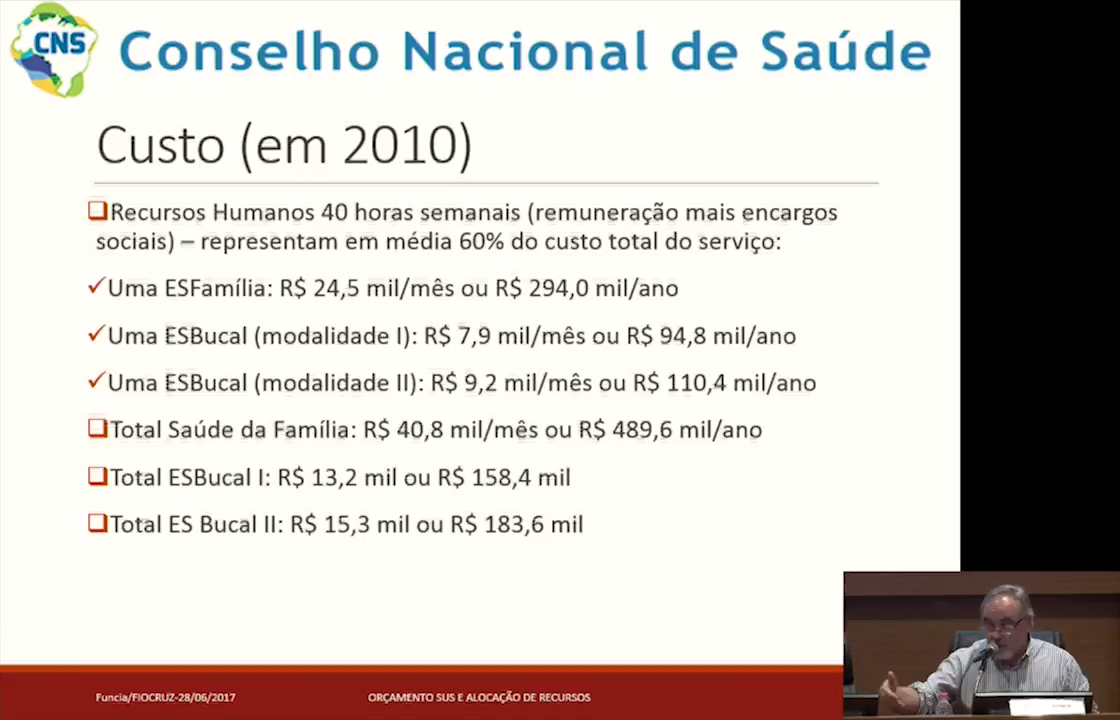 CNS
Conselho Nacional de Saúde
Custo (em 2010)
Recursos Humanos 40 horas semanais (remuneração mais encargos
sociais) – representam em média 60% do custo total do serviço:
Uma ESFamília: R$ 24,5 mil/mês ou R$ 294,0 mil/ano
Uma ESBucal (modalidade I): R$ 7,9 mil/mês ou R$ 94,8 mil/ano
Uma ESBucal (modalidade II): R$ 9,2 mil/mês ou R$ 110,4 mil/ano
Total Saúde da Família: R$ 40,8 mil/mês ou R$ 489,6 mil/ano
Total ESBucal I: R$ 13,2 mil ou R$ 158,4 mil
Total ES Bucal II: R$ 15,3 mil ou R$ 183,6 mil
Funcia/FIOCRUZ-28/06/2017
ORÇAMENTO SUS E ALOCAÇÃO DE RECURSOS